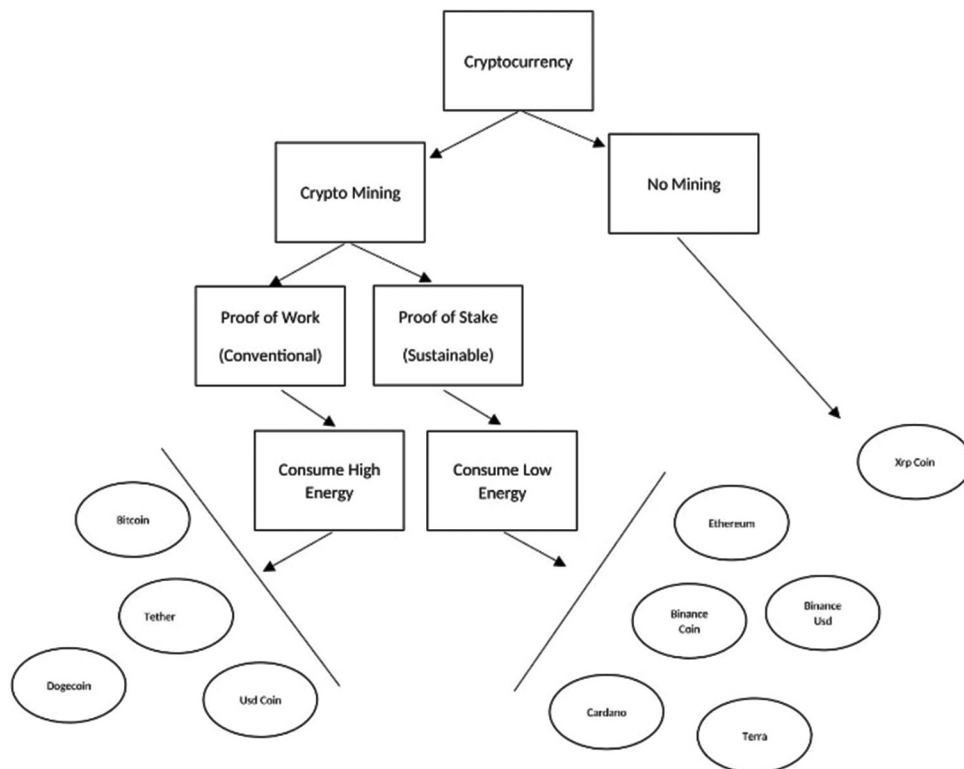 Cryptocurrency
Crypto Mining
No Mining
Proof of Work
(Conventional)
Proof of Stake
(Sustainable)
Consume High
Energy
Consume Low
Energy
Xrp Coin
Bitcoin
Ethereum
Tether
Binance
Coin
Binance
Usd
Dogecoin
Usd Coin
Cardano
Terra